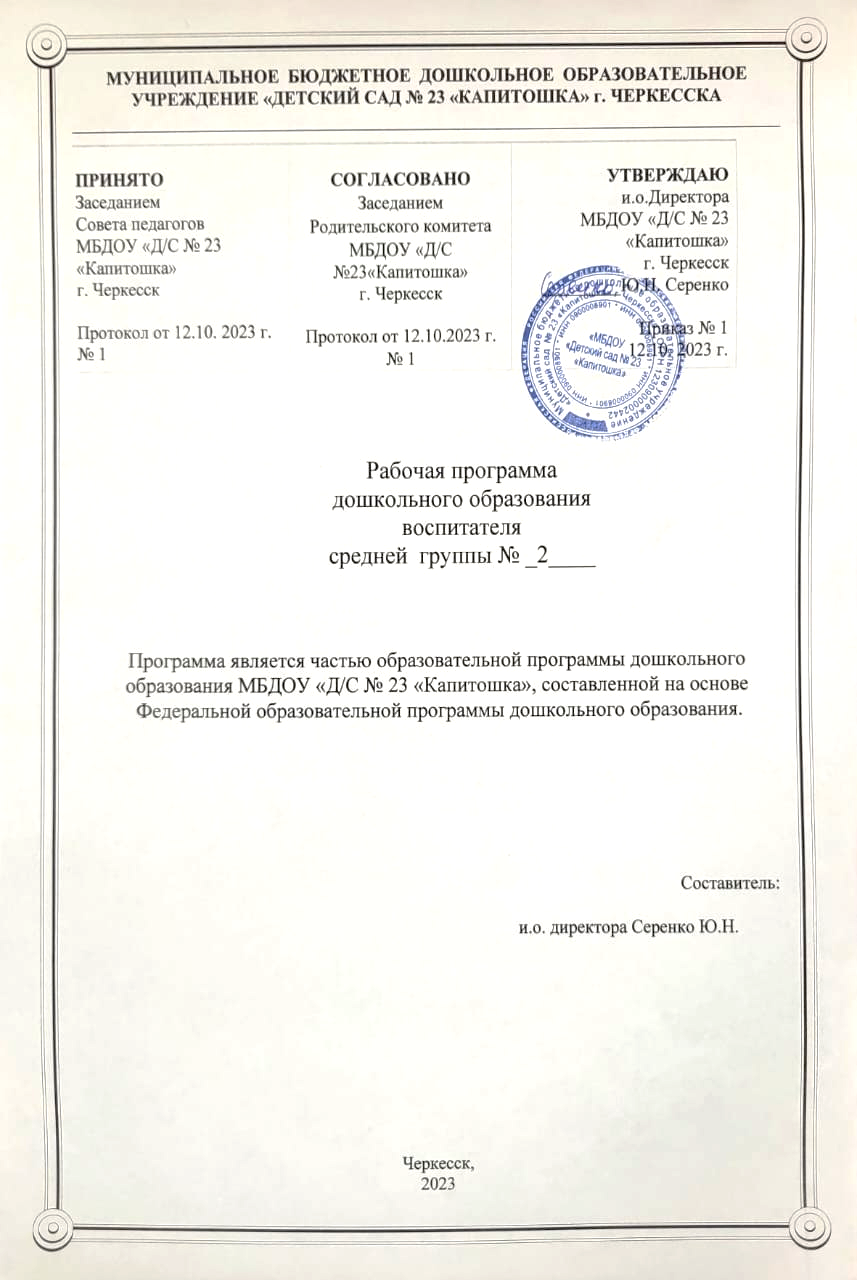 МУНИЦИПАЛЬНОЕ БЮДЖЕТНОЕ ДОШКОЛЬНОЕ ОБРАЗОВАТЕЛЬНОЕ
УЧРЕЖДЕНИЕ «ДЕТСКИЙ САД № 23 «КАПИТОШКА» г. ЧЕРКЕССКА
ПРИНЯТО
Заседанием
Совета педагогов
МБДОУ «Д/С № 23
«Капитошка»
г. Черкесск
Протокол от 12.10. 2023 г.
№ 1
СОГЛАСОВАНО
Заседанием
Родительского комитета
МБДОУ «Д/С
№23«Капитошка»
г. Черкесск
Протокол от 12.10.2023 г.
№ 1
УТВЕРЖДАЮ
и.о.Директора
МБДОУ «Д/С № 23
«Капитошка»
г. Черкесск
Ю.Н. Серенко
Приказ № 1
12.10. 2023 г.
«МБДОУ
«Детский сад № 23
«Капитошка»
Рабочая программа
дошкольного образования
воспитателя
средней группы № _2____
Программа является частью образовательной программы дошкольного
образования МБДОУ «Д/С № 23 «Капитошка», составленной на основе
Федеральной образовательной программы дошкольного образования.
Составитель:
и.о. директора Серенко Ю.Н.
Черкесск,
2023